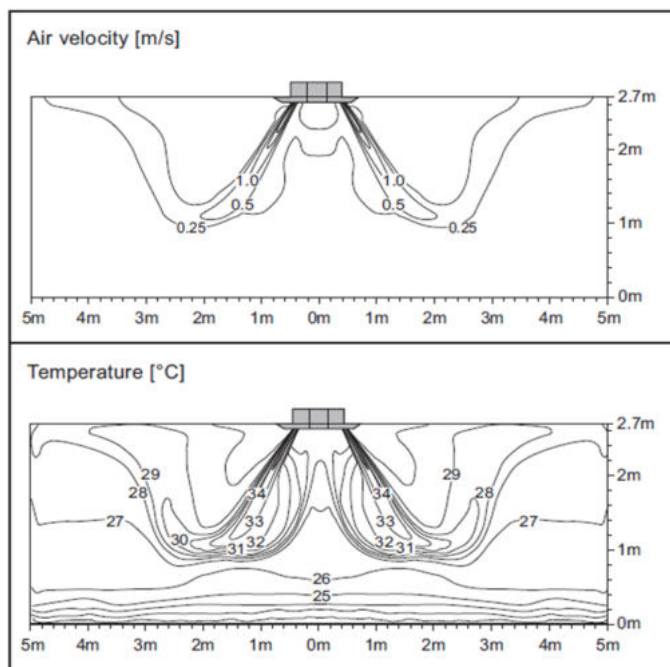 Air velocity [m/s]
2.7m
2m
1.0 1.0
0.5 0.5
0.25 0.25
1m
0m
5m 4m 3m 2m 1m 0m 1m 2m 3m 4m 5m
Temperature [°C]
2.7m
29 29
2m
28 34 34 28
27 33 33 27
30 32 32
31 31
1m
26
25
0m
5m 4m 3m 2m 1m 0m 1m 2m 3m 4m 5m